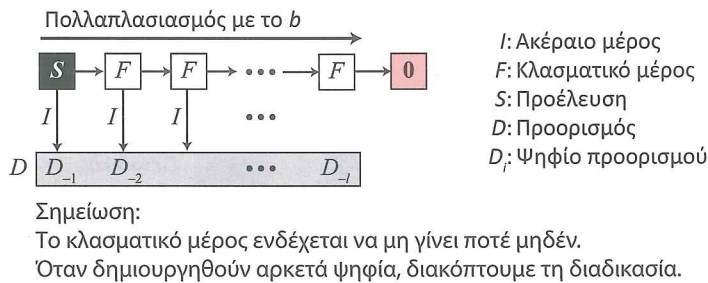 Πολλαπλασιασμός με το b
S F F ••• F 0
I I I •••
D D₋₁ D₋₂ ••• D₋ₗ
I: Ακέραιο μέρος
F: Κλασματικό μέρος
S: Προέλευση
D: Προορισμός
Dᵢ: Ψηφίο προορισμού
Σημείωση:
Το κλασματικό μέρος ενδέχεται να μη γίνει ποτέ μηδέν.
Όταν δημιουργηθούν αρκετά ψηφία, διακόπτουμε τη διαδικασία.